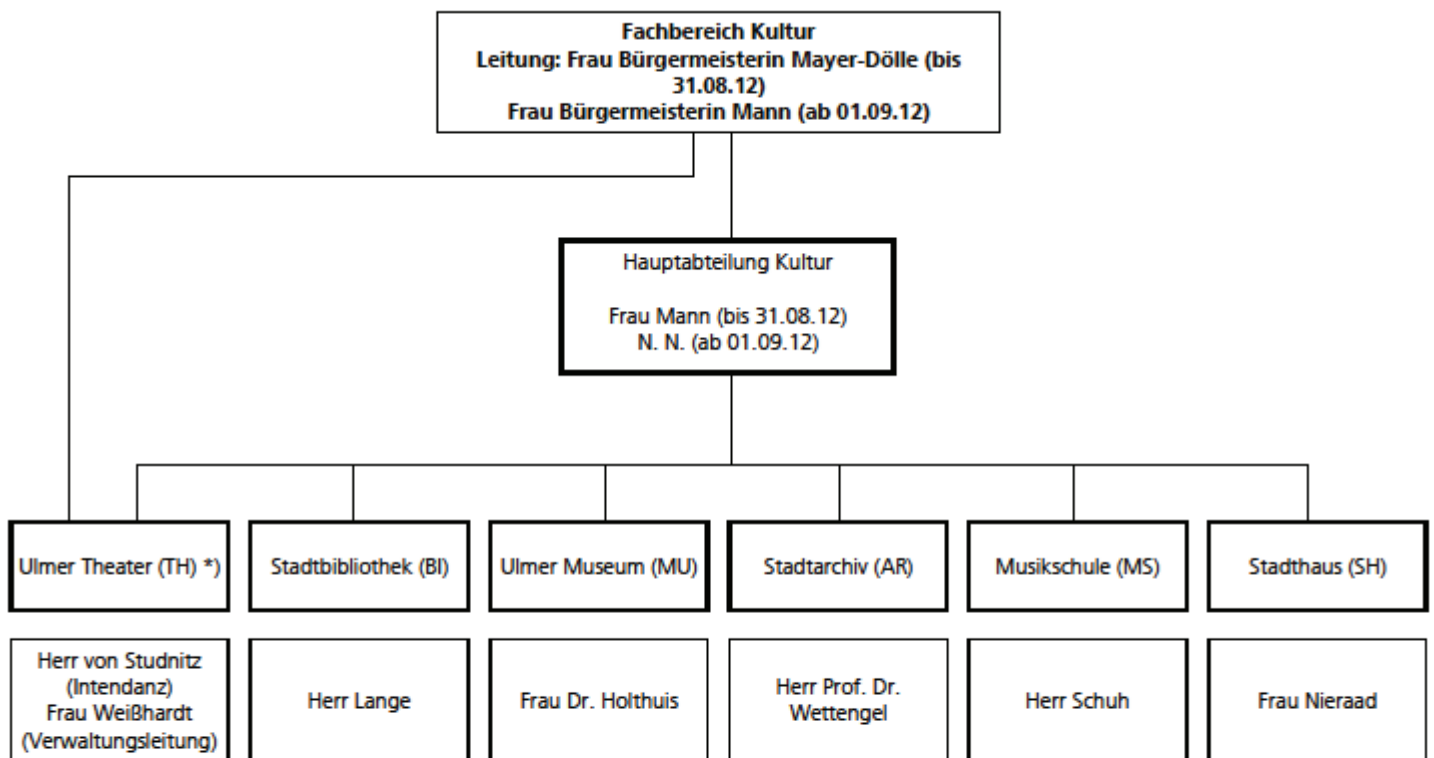 Fachbereich Kultur
Leitung: Frau Bürgermeisterin Mayer-Dölle (bis
31.08.12)
Frau Bürgermeisterin Mann (ab 01.09.12)
Hauptabteilung Kultur
Frau Mann (bis 31.08.12)
N. N. (ab 01.09.12)
Ulmer Theater (TH) *)
Stadtbibliothek (BI)
Ulmer Museum (MU)
Stadtarchiv (AR)
Musikschule (MS)
Stadthaus (SH)
Herr von Studnitz
(Intendanz)
Frau Weißhardt
(Verwaltungsleitung)
Herr Lange
Frau Dr. Holthuis
Herr Prof. Dr.
Wettengel
Herr Schuh
Frau Nieraad